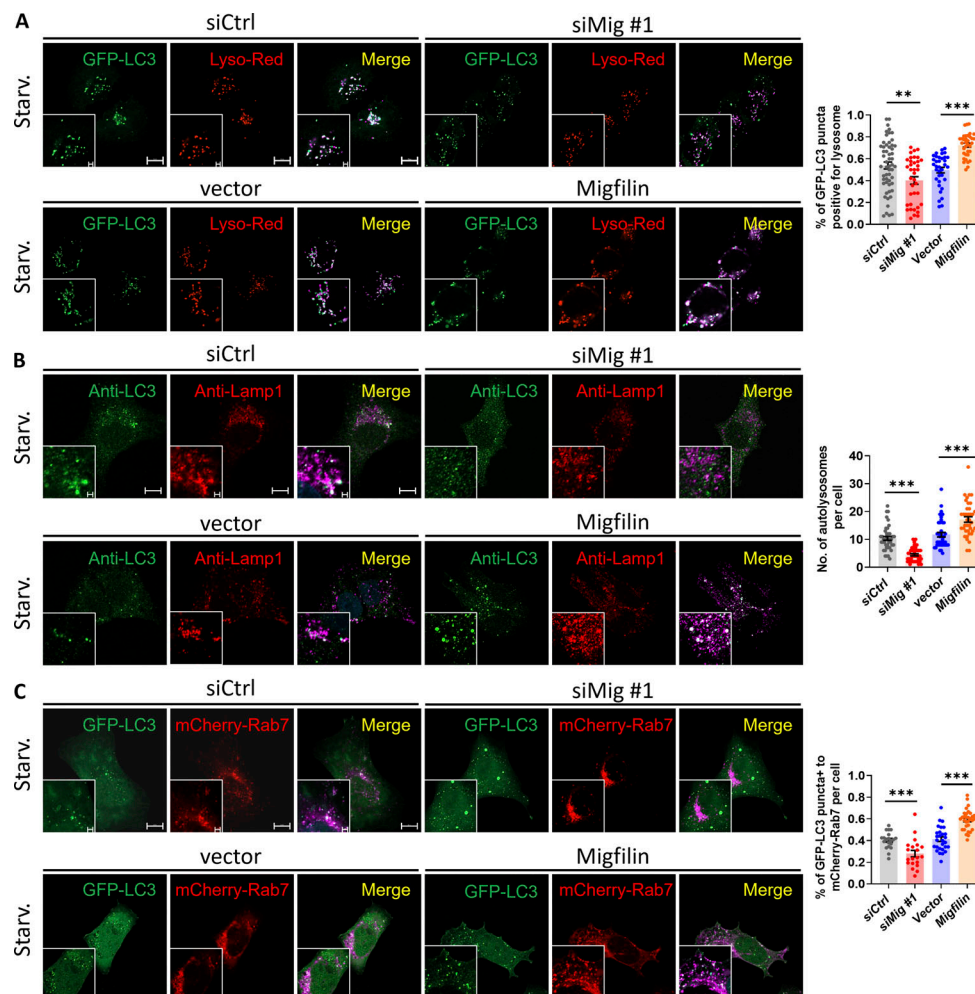 A
siCtrl
siMig #1
Starv.
GFP-LC3
Lyso-Red
Merge
GFP-LC3
Lyso-Red
Merge
vector
Migfilin
Starv.
GFP-LC3
Lyso-Red
Merge
GFP-LC3
Lyso-Red
Merge
% of GFP-LC3 puncta
positive for lysosome
1.0
0.8
0.6
0.4
0.2
0.0
**
***
siCtrl
siMig #1
Vector
Migfilin
B
siCtrl
siMig #1
Starv.
Anti-LC3
Anti-Lamp1
Merge
Anti-LC3
Anti-Lamp1
Merge
vector
Migfilin
Starv.
Anti-LC3
Anti-Lamp1
Merge
Anti-LC3
Anti-Lamp1
Merge
No. of autolysosomes
per cell
40
30
20
10
0
***
***
siCtrl
siMig #1
vector
Migfilin
C
siCtrl
siMig #1
Starv.
GFP-LC3
mCherry-Rab7
Merge
GFP-LC3
mCherry-Rab7
Merge
vector
Migfilin
Starv.
GFP-LC3
mCherry-Rab7
Merge
GFP-LC3
mCherry-Rab7
Merge
% of GFP-LC3 puncta+ to
mCherry-Rab7 per cell
1.0
0.8
0.6
0.4
0.2
0.0
***
***
siCtrl
siMig #1
Vector
Migfilin